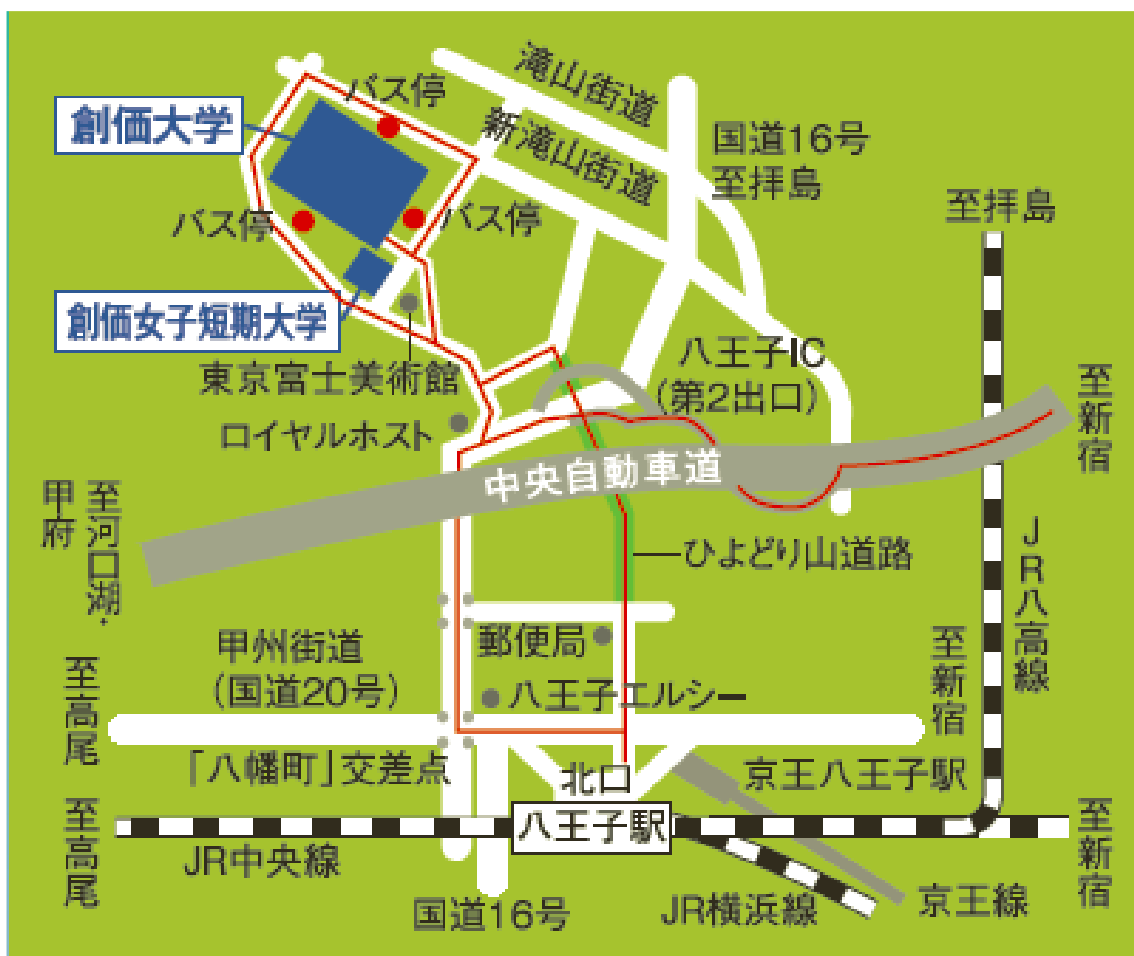 滝山街道
バス停
創価大学
新滝山街道
国道16号
至拝島
至拝島
バス停
バス停
創価女子短期大学
八王子IC
(第2出口)
東京富士美術館
至新宿
ロイヤルホスト
中央自動車道
至河口湖・
甲府
ひよどり山道路
JR八高線
郵便局
甲州街道
(国道20号)
至新宿
至高尾
八王子エルシー
「八幡町」交差点
北口
京王八王子駅
至高尾
八王子駅
至新宿
JR中央線
国道16号
JR横浜線
京王線